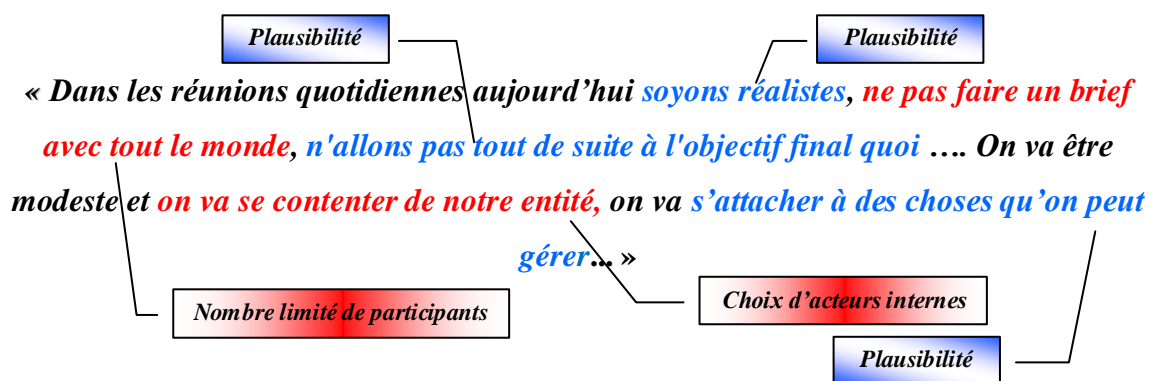 Plausibilité
Plausibilité
« Dans les réunions quotidiennes aujourd’hui soyons réalistes, ne pas faire un brief
avec tout le monde, n'allons pas tout de suite à l'objectif final quoi …. On va être
modeste et on va se contenter de notre entité, on va s’attacher à des choses qu’on peut
gérer... »
Nombre limité de participants
Choix d’acteurs internes
Plausibilité